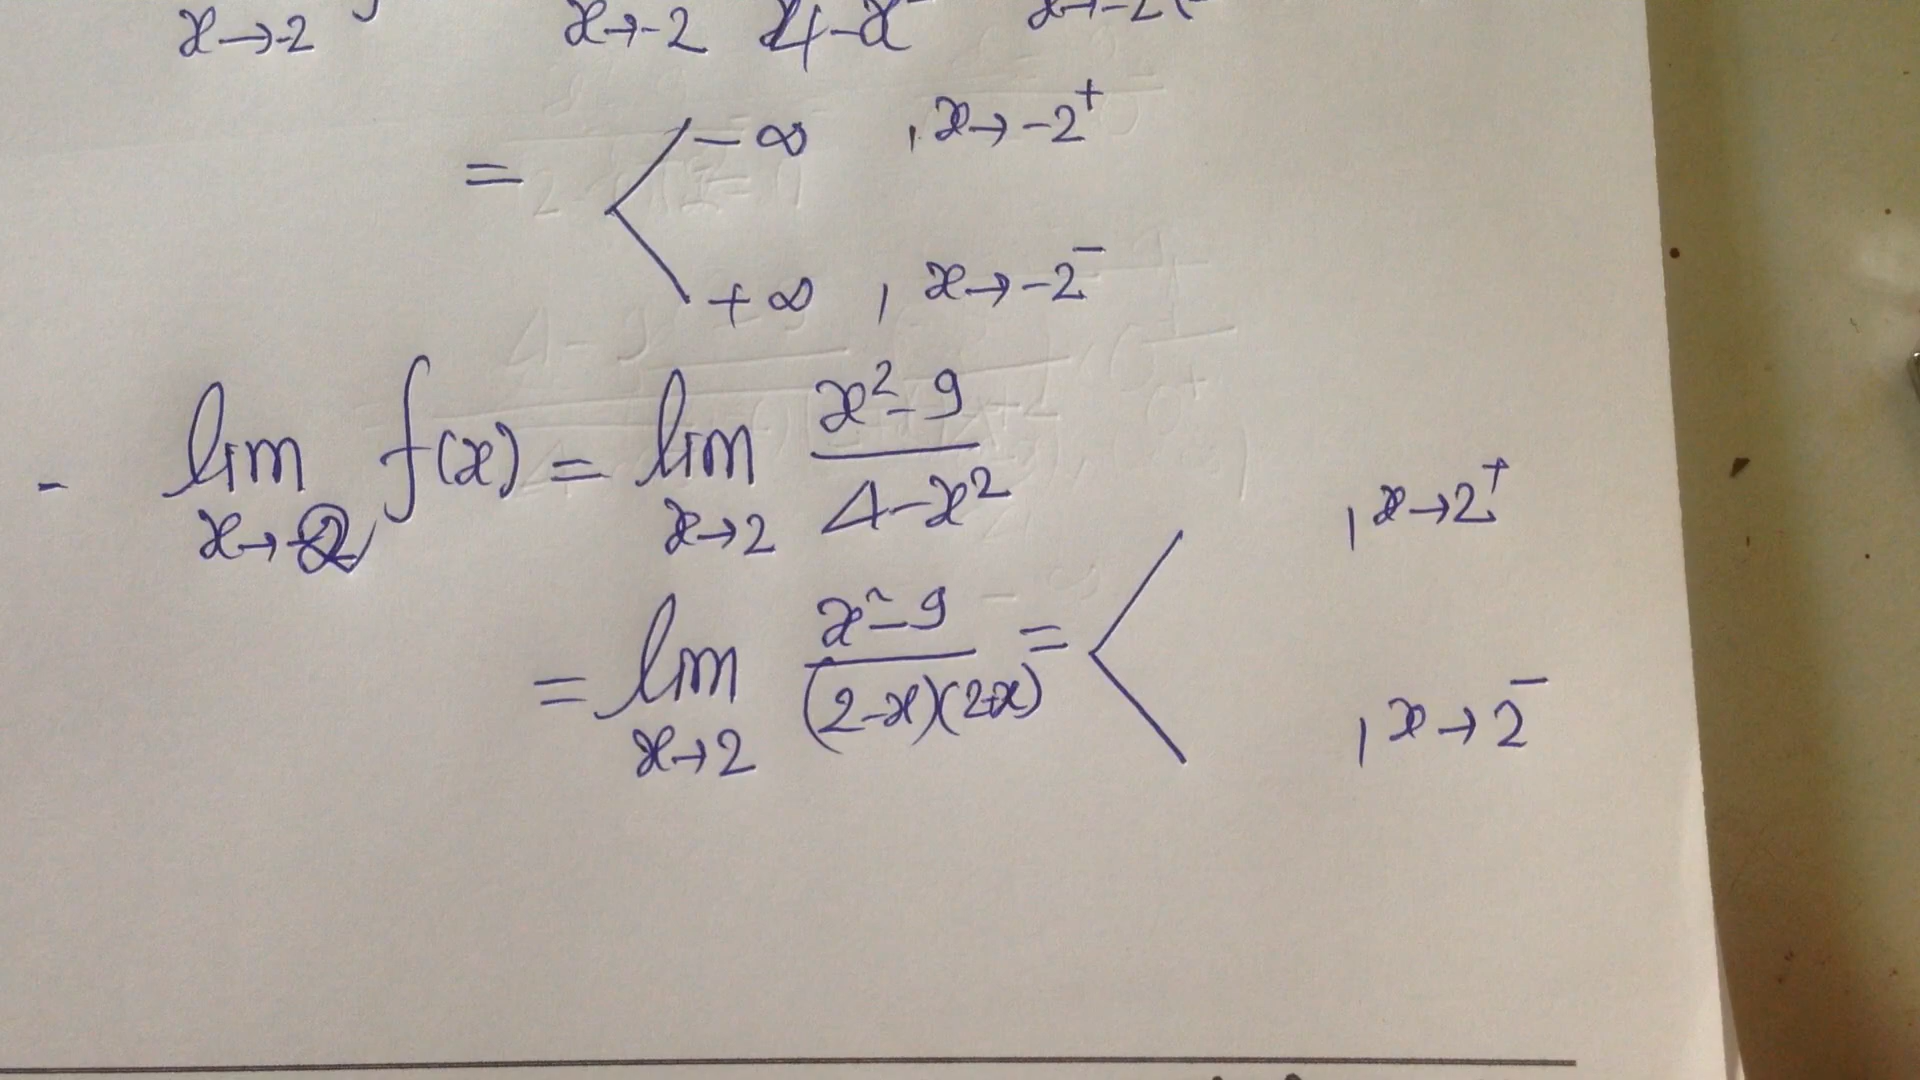 x→-2 x→-2 4-x x→-2
= -∞ , x→-2⁺
+∞ , x→-2⁻
- lim f(x) = lim x²-9
x→2 x→2 4-x² , x→2⁺
= lim x²-9 =
x→2 (2-x)(2+x) , x→2⁻